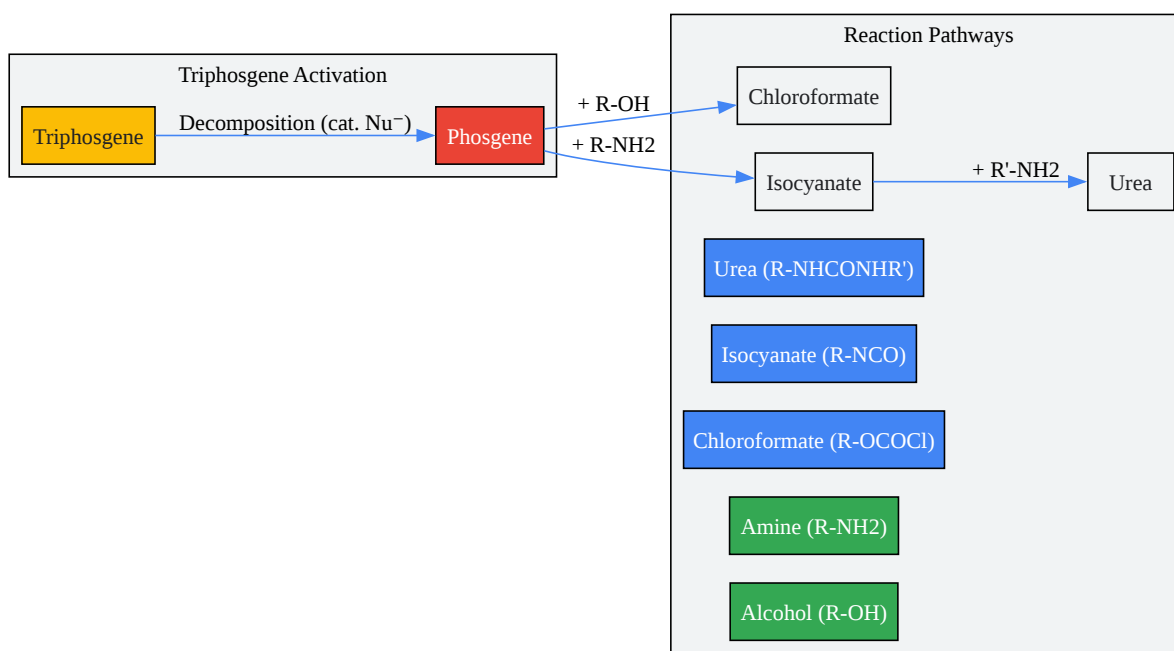 Reaction Pathways
Triphosgene Activation
Triphosgene
Decomposition (cat. Nu⁻)
Phosgene
+ R-OH
+ R-NH2
Chloroformate
Isocyanate
+ R'-NH2
Urea
Urea (R-NHCONHR')
Isocyanate (R-NCO)
Chloroformate (R-OCOCl)
Amine (R-NH2)
Alcohol (R-OH)